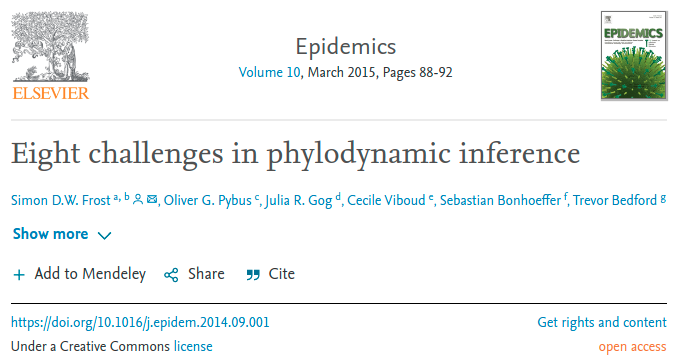 ELSEVIER
Epidemics
Volume 10, March 2015, Pages 88-92
EPIDEMICS
Eight challenges in phylodynamic inference
Simon D.W. Frost a, b, Oliver G. Pybus c, Julia R. Gog d, Cecile Viboud e, Sebastian Bonhoeffer f, Trevor Bedford g
Show more
+ Add to Mendeley Share Cite
https://doi.org/10.1016/j.epidem.2014.09.001 Get rights and content
Under a Creative Commons license open access